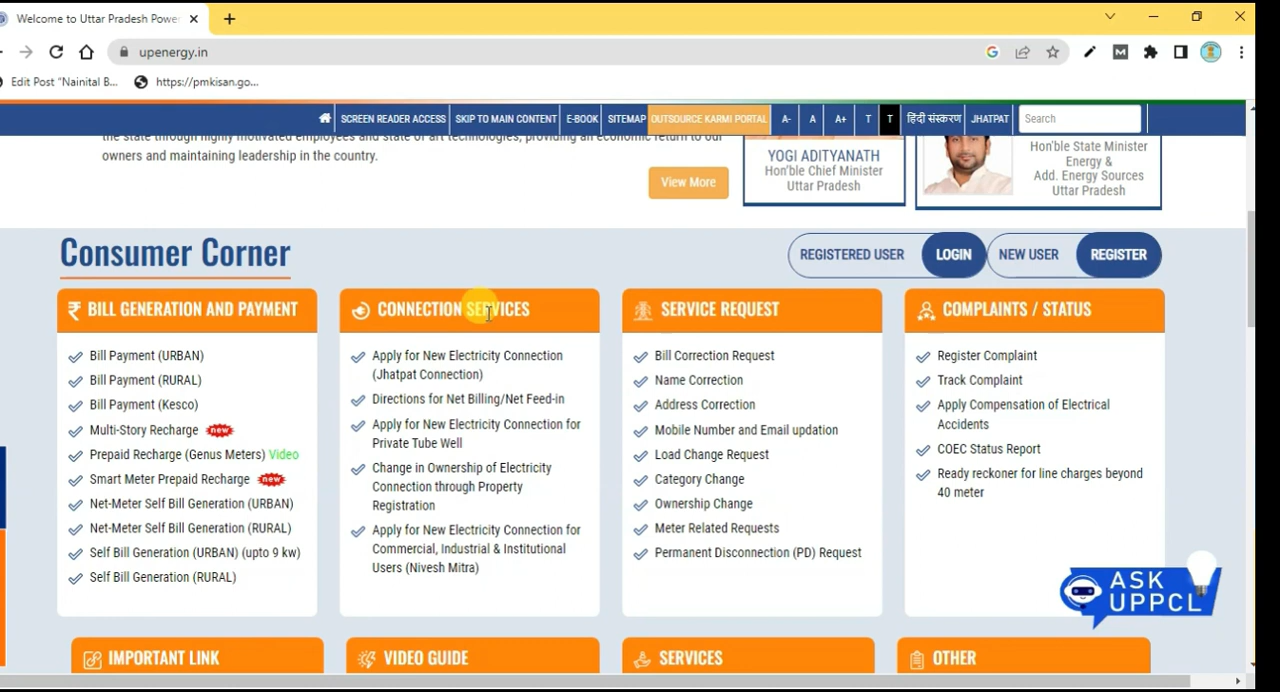 Welcome to Uttar Pradesh Powe
upenergy.in
Edit Post "Nainital B...
https://pmkisan.go...
SCREEN READER ACCESS
SKIP TO MAIN CONTENT
E-BOOK
SITEMAP
OUTSOURCE KARMI PORTAL
A-
A
A+
T
T
हिंदी संस्करण
JHATPAT
Search
the state through highly motivated employees and state of art technologies, providing an economic return to our
owners and maintaining leadership in the country.
View More
YOGI ADITYANATH
Hon'ble Chief Minister
Uttar Pradesh
Hon'ble State Minister
Energy &
Add. Energy Sources
Uttar Pradesh
Consumer Corner
REGISTERED USER
LOGIN
NEW USER
REGISTER
BILL GENERATION AND PAYMENT
Bill Payment (URBAN)
Bill Payment (RURAL)
Bill Payment (Kesco)
Multi-Story Recharge new
Prepaid Recharge (Genus Meters) Video
Smart Meter Prepaid Recharge new
Net-Meter Self Bill Generation (URBAN)
Net-Meter Self Bill Generation (RURAL)
Self Bill Generation (URBAN) (upto 9 kw)
Self Bill Generation (RURAL)
CONNECTION SERVICES
Apply for New Electricity Connection
(Jhatpat Connection)
Directions for Net Billing/Net Feed-in
Apply for New Electricity Connection for
Private Tube Well
Change in Ownership of Electricity
Connection through Property
Registration
Apply for New Electricity Connection for
Commercial, Industrial & Institutional
Users (Nivesh Mitra)
SERVICE REQUEST
Bill Correction Request
Name Correction
Address Correction
Mobile Number and Email updation
Load Change Request
Category Change
Ownership Change
Meter Related Requests
Permanent Disconnection (PD) Request
COMPLAINTS / STATUS
Register Complaint
Track Complaint
Apply Compensation of Electrical
Accidents
COEC Status Report
Ready reckoner for line charges beyond
40 meter
ASK
UPPCL
IMPORTANT LINK
VIDEO GUIDE
SERVICES
OTHER